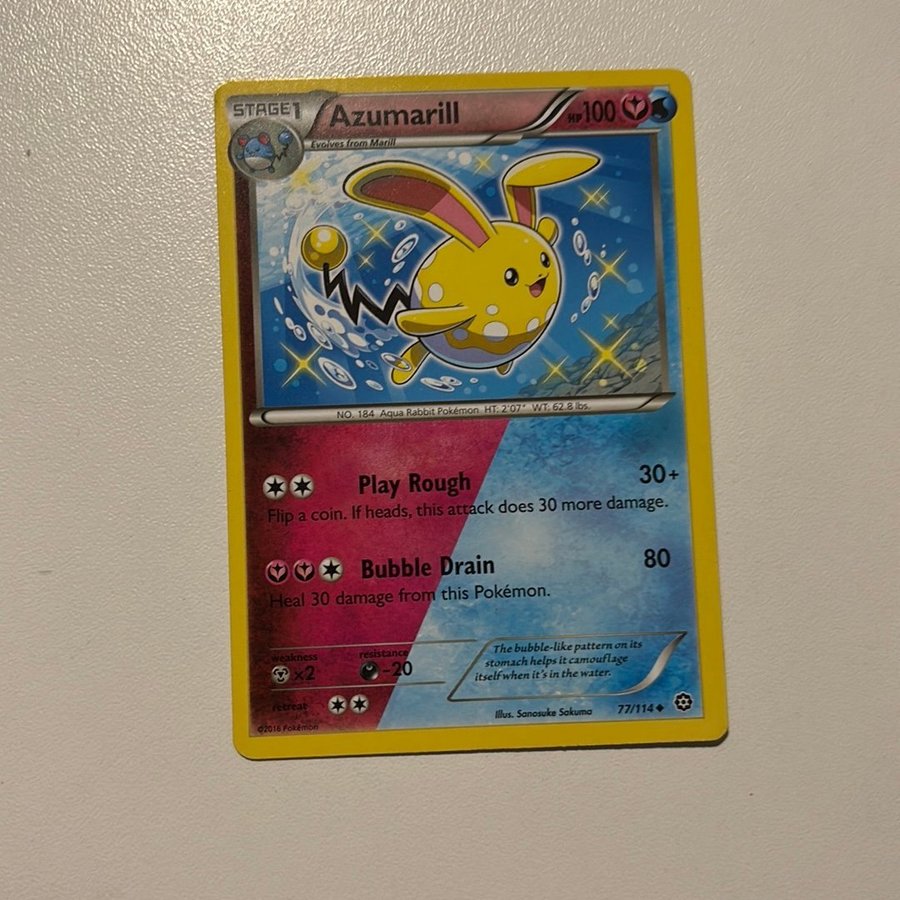 STAGE1 Azumarill HP100
Evolves from Marill
NO. 184 Aqua Rabbit Pokémon HT: 2'07" WT: 62.8 lbs.
Play Rough 30+
Flip a coin. If heads, this attack does 30 more damage.
Bubble Drain 80
Heal 30 damage from this Pokémon.
weakness ×2 resistance -20
retreat
The bubble-like pattern on its
stomach helps it camouflage
itself when it's in the water.
Illus. Sanosuke Sakuma 77/114
©2016 Pokémon